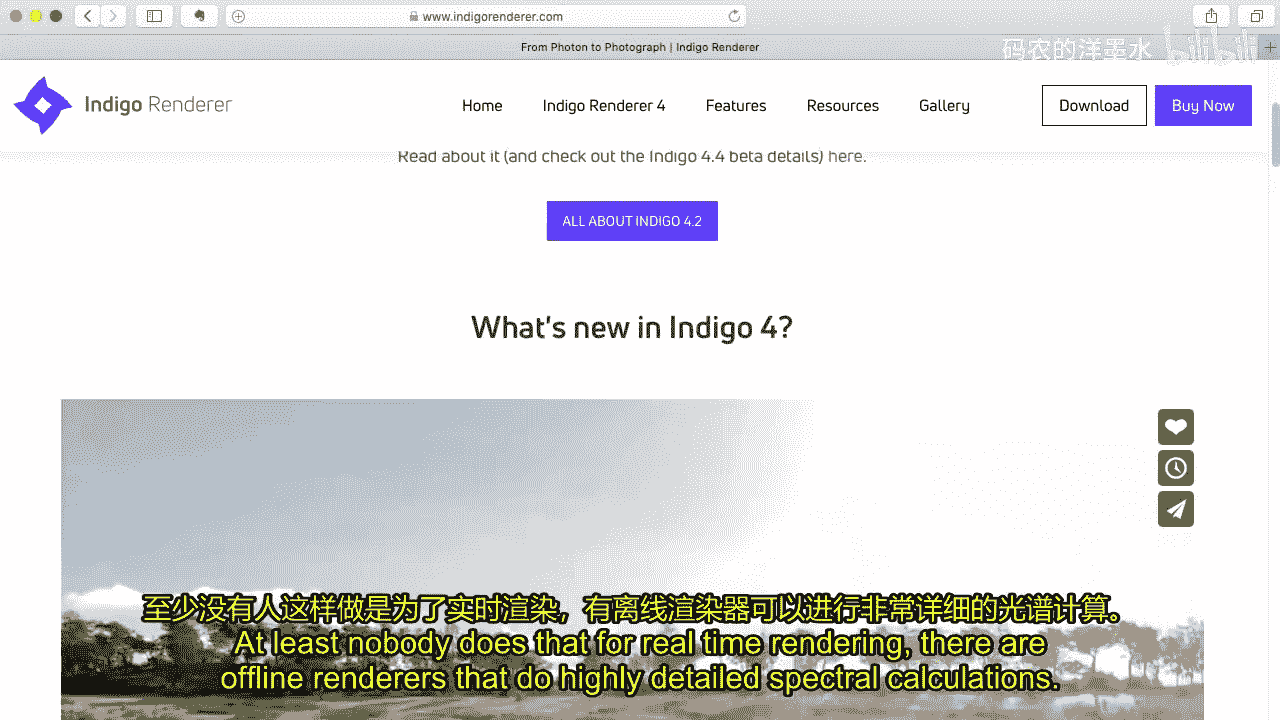 www.indigorenderer.com
From Photon to Photograph | Indigo Renderer
码农的洋墨水 bilibili
Indigo Renderer
Home Indigo Renderer 4 Features Resources Gallery Download Buy Now
Read about it (and check out the Indigo 4.4 beta details) here.
ALL ABOUT INDIGO 4.2
What's new in Indigo 4?
至少没有人这样做是为了实时渲染，有离线渲染器可以进行非常详细的光谱计算。
At least nobody does that for real time rendering, there are
offline renderers that do highly detailed spectral calculations.